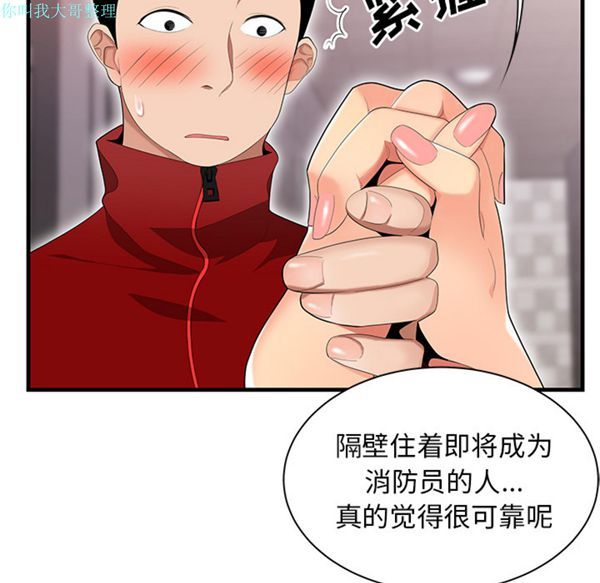 你叫我大哥整理
紧握
隔壁住着即将成为
消防员的人...
真的觉得很可靠呢